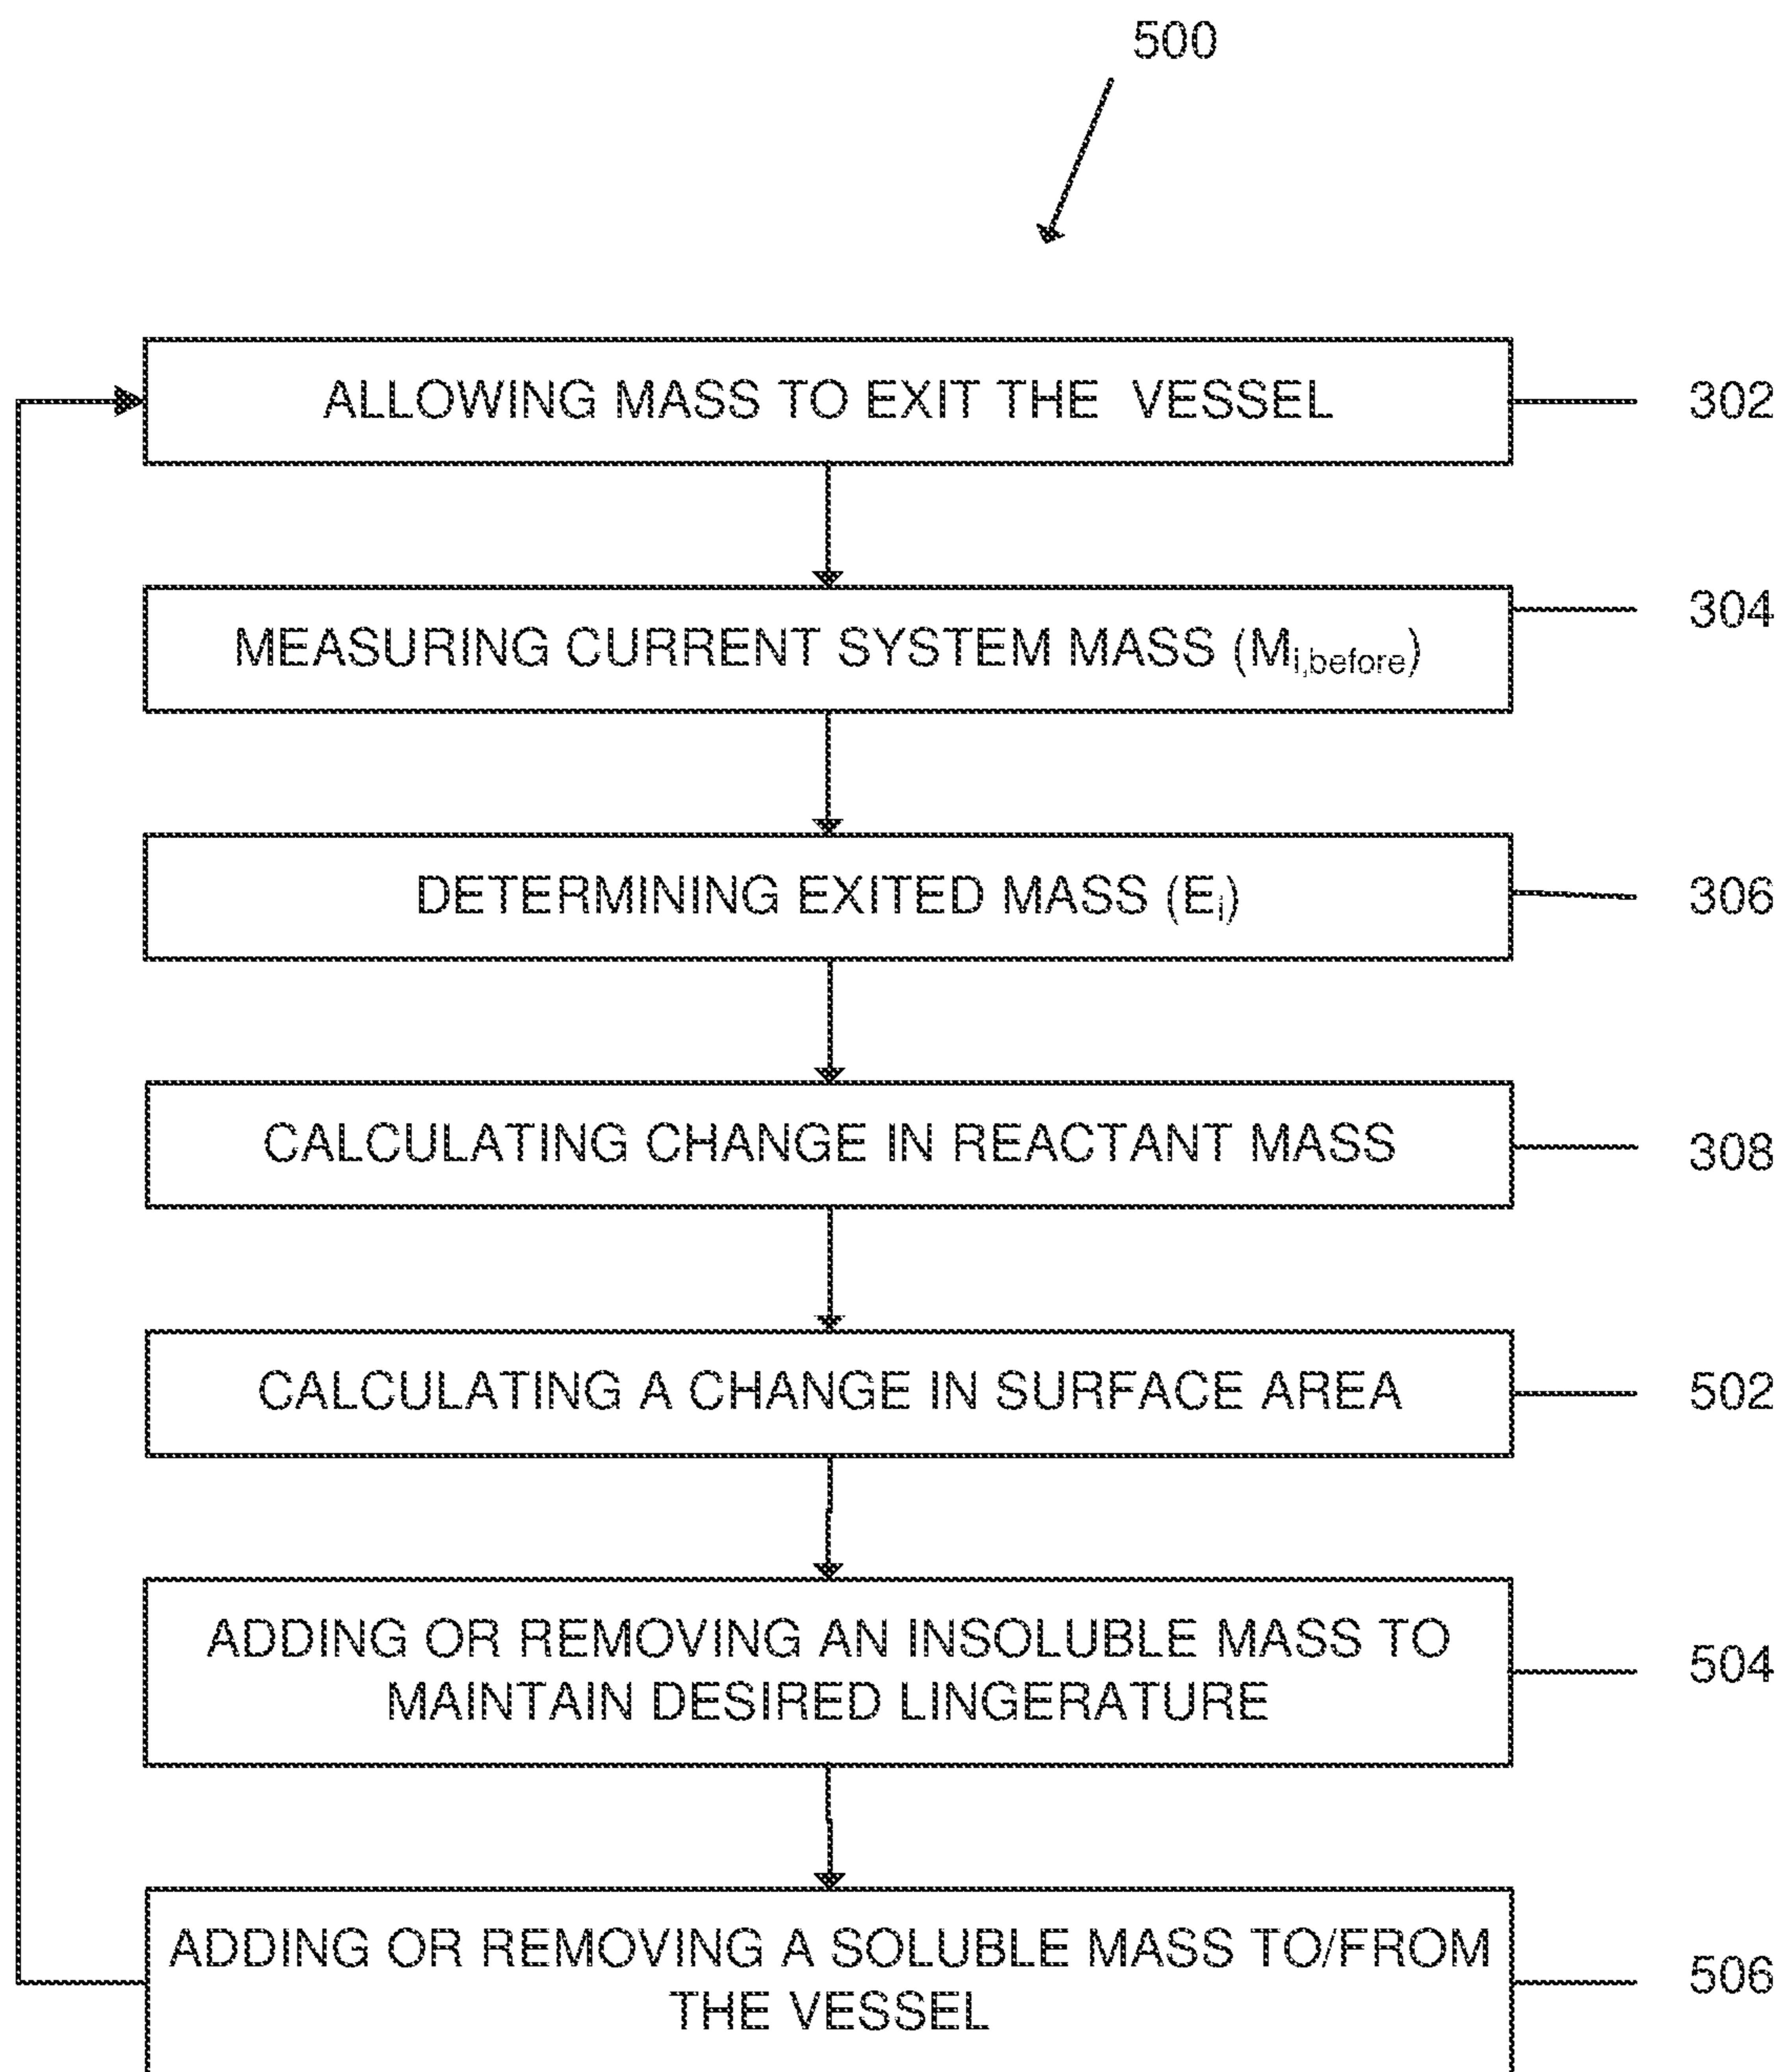 500
ALLOWING MASS TO EXIT THE VESSEL
302
MEASURING CURRENT SYSTEM MASS (Mi,before)
304
DETERMINING EXITED MASS (Ei)
306
CALCULATING CHANGE IN REACTANT MASS
308
CALCULATING A CHANGE IN SURFACE AREA
502
ADDING OR REMOVING AN INSOLUBLE MASS TO
MAINTAIN DESIRED LINGERATURE
504
ADDING OR REMOVING A SOLUBLE MASS TO/FROM
THE VESSEL
506